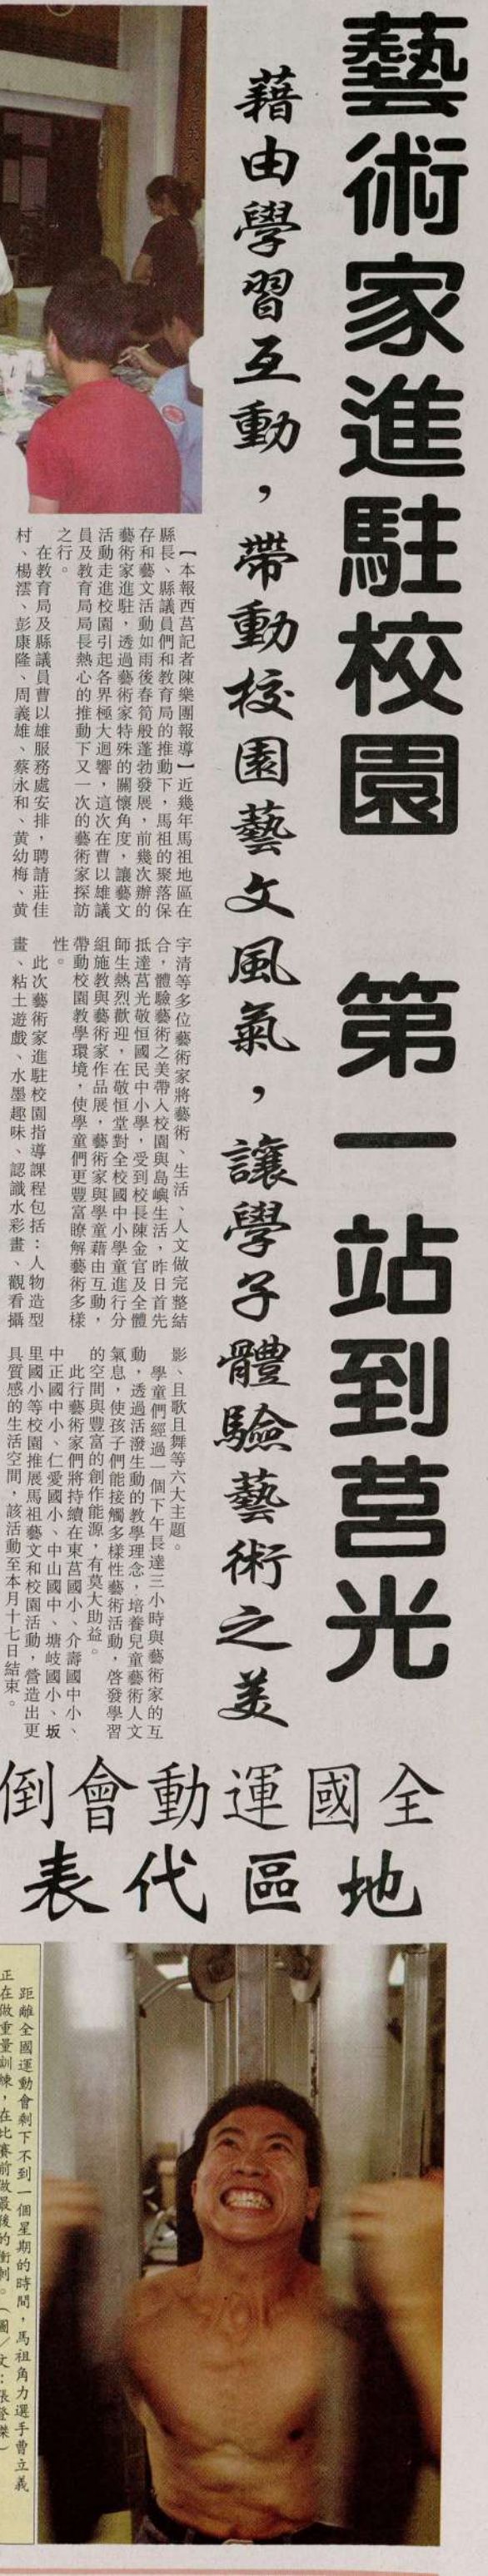 藝術家進駐校園　第一站到莒光
藉由學習互動，帶動校園藝文風氣，讓學子體驗藝術之美
【本報西莒記者陳樂團報導】近幾年馬祖地區在
縣長、縣議員們和教育局的推動下，馬祖的聚落保
存和藝文活動如雨後春筍般蓬勃發展，前幾次辦的
藝術家進駐，透過藝術家特殊的關懷角度，讓藝文
活動走進校園引起各界極大迴響，這次在曹以雄議
員及教育局局長熱心的推動下又一次的藝術家探訪
之行。
在教育局及縣議員曹以雄服務處安排，聘請莊佳
村、楊澐、彭康隆、周義雄、蔡永和、黃幼梅、黃
宇清等多位藝術家將藝術、生活、人文做完整結
合，體驗藝術之美帶入校園與島嶼生活，昨日首先
抵達莒光敬恒國民中小學，受到校長陳金官及全體
師生熱烈歡迎，在敬恒堂對全校國中小學童進行分
組施教與藝術家作品展，藝術家與學童藉由互動，
帶動校園教學環境，使學童們更豐富瞭解藝術多樣
性。
此次藝術家進駐校園指導課程包括：人物造型
畫、粘土遊戲、水墨趣味、認識水彩畫、觀看攝
影、且歌且舞等六大主題。
學童們經過一個下午長達三小時與藝術家的互
動，透過活潑生動的教學理念，培養兒童藝術人文
氣息，使孩子們能接觸多樣性藝術活動，啓發學習
的空間與豐富的創作能源，有莫大助益。
此行藝術家們將持續在東莒國小、介壽國中小、
中正國中小、仁愛國小、中山國中、塘岐國小、坂
里國小等校園推展馬祖藝文和校園活動，營造出更
具質感的生活空間，該活動至本月十七日結束。
全國運動會倒
地區代表
距離全國運動會剩下不到一個星期的時間，馬祖角力選手曹立義
正在做重量訓練，在比賽前做最後的衝刺。（圖／文：張登傑）